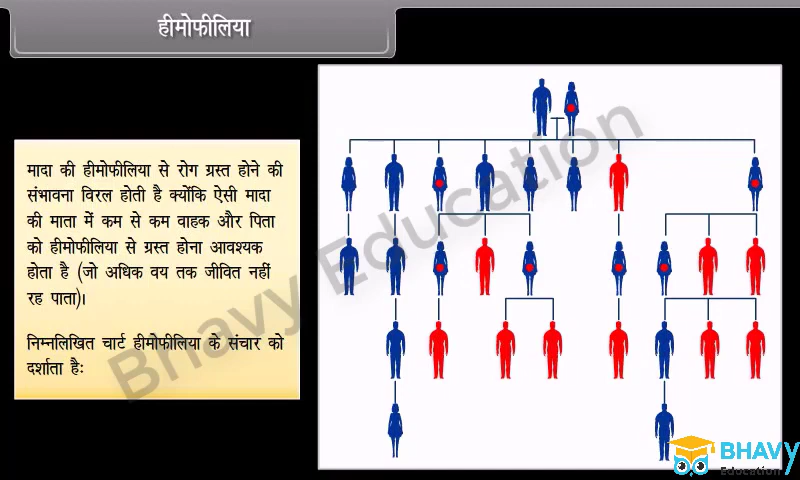 हीमोफीलिया
मादा की हीमोफीलिया से रोग ग्रस्त होने की
संभावना विरल होती है क्योंकि ऐसी मादा
की माता में कम से कम वाहक और पिता
को हीमोफीलिया से ग्रस्त होना आवश्यक
होता है (जो अधिक वय तक जीवित नहीं
रह पाता)।
निम्नलिखित चार्ट हीमोफीलिया के संचार को
दर्शाता है:
Bhavy Education
BHAVY
Education